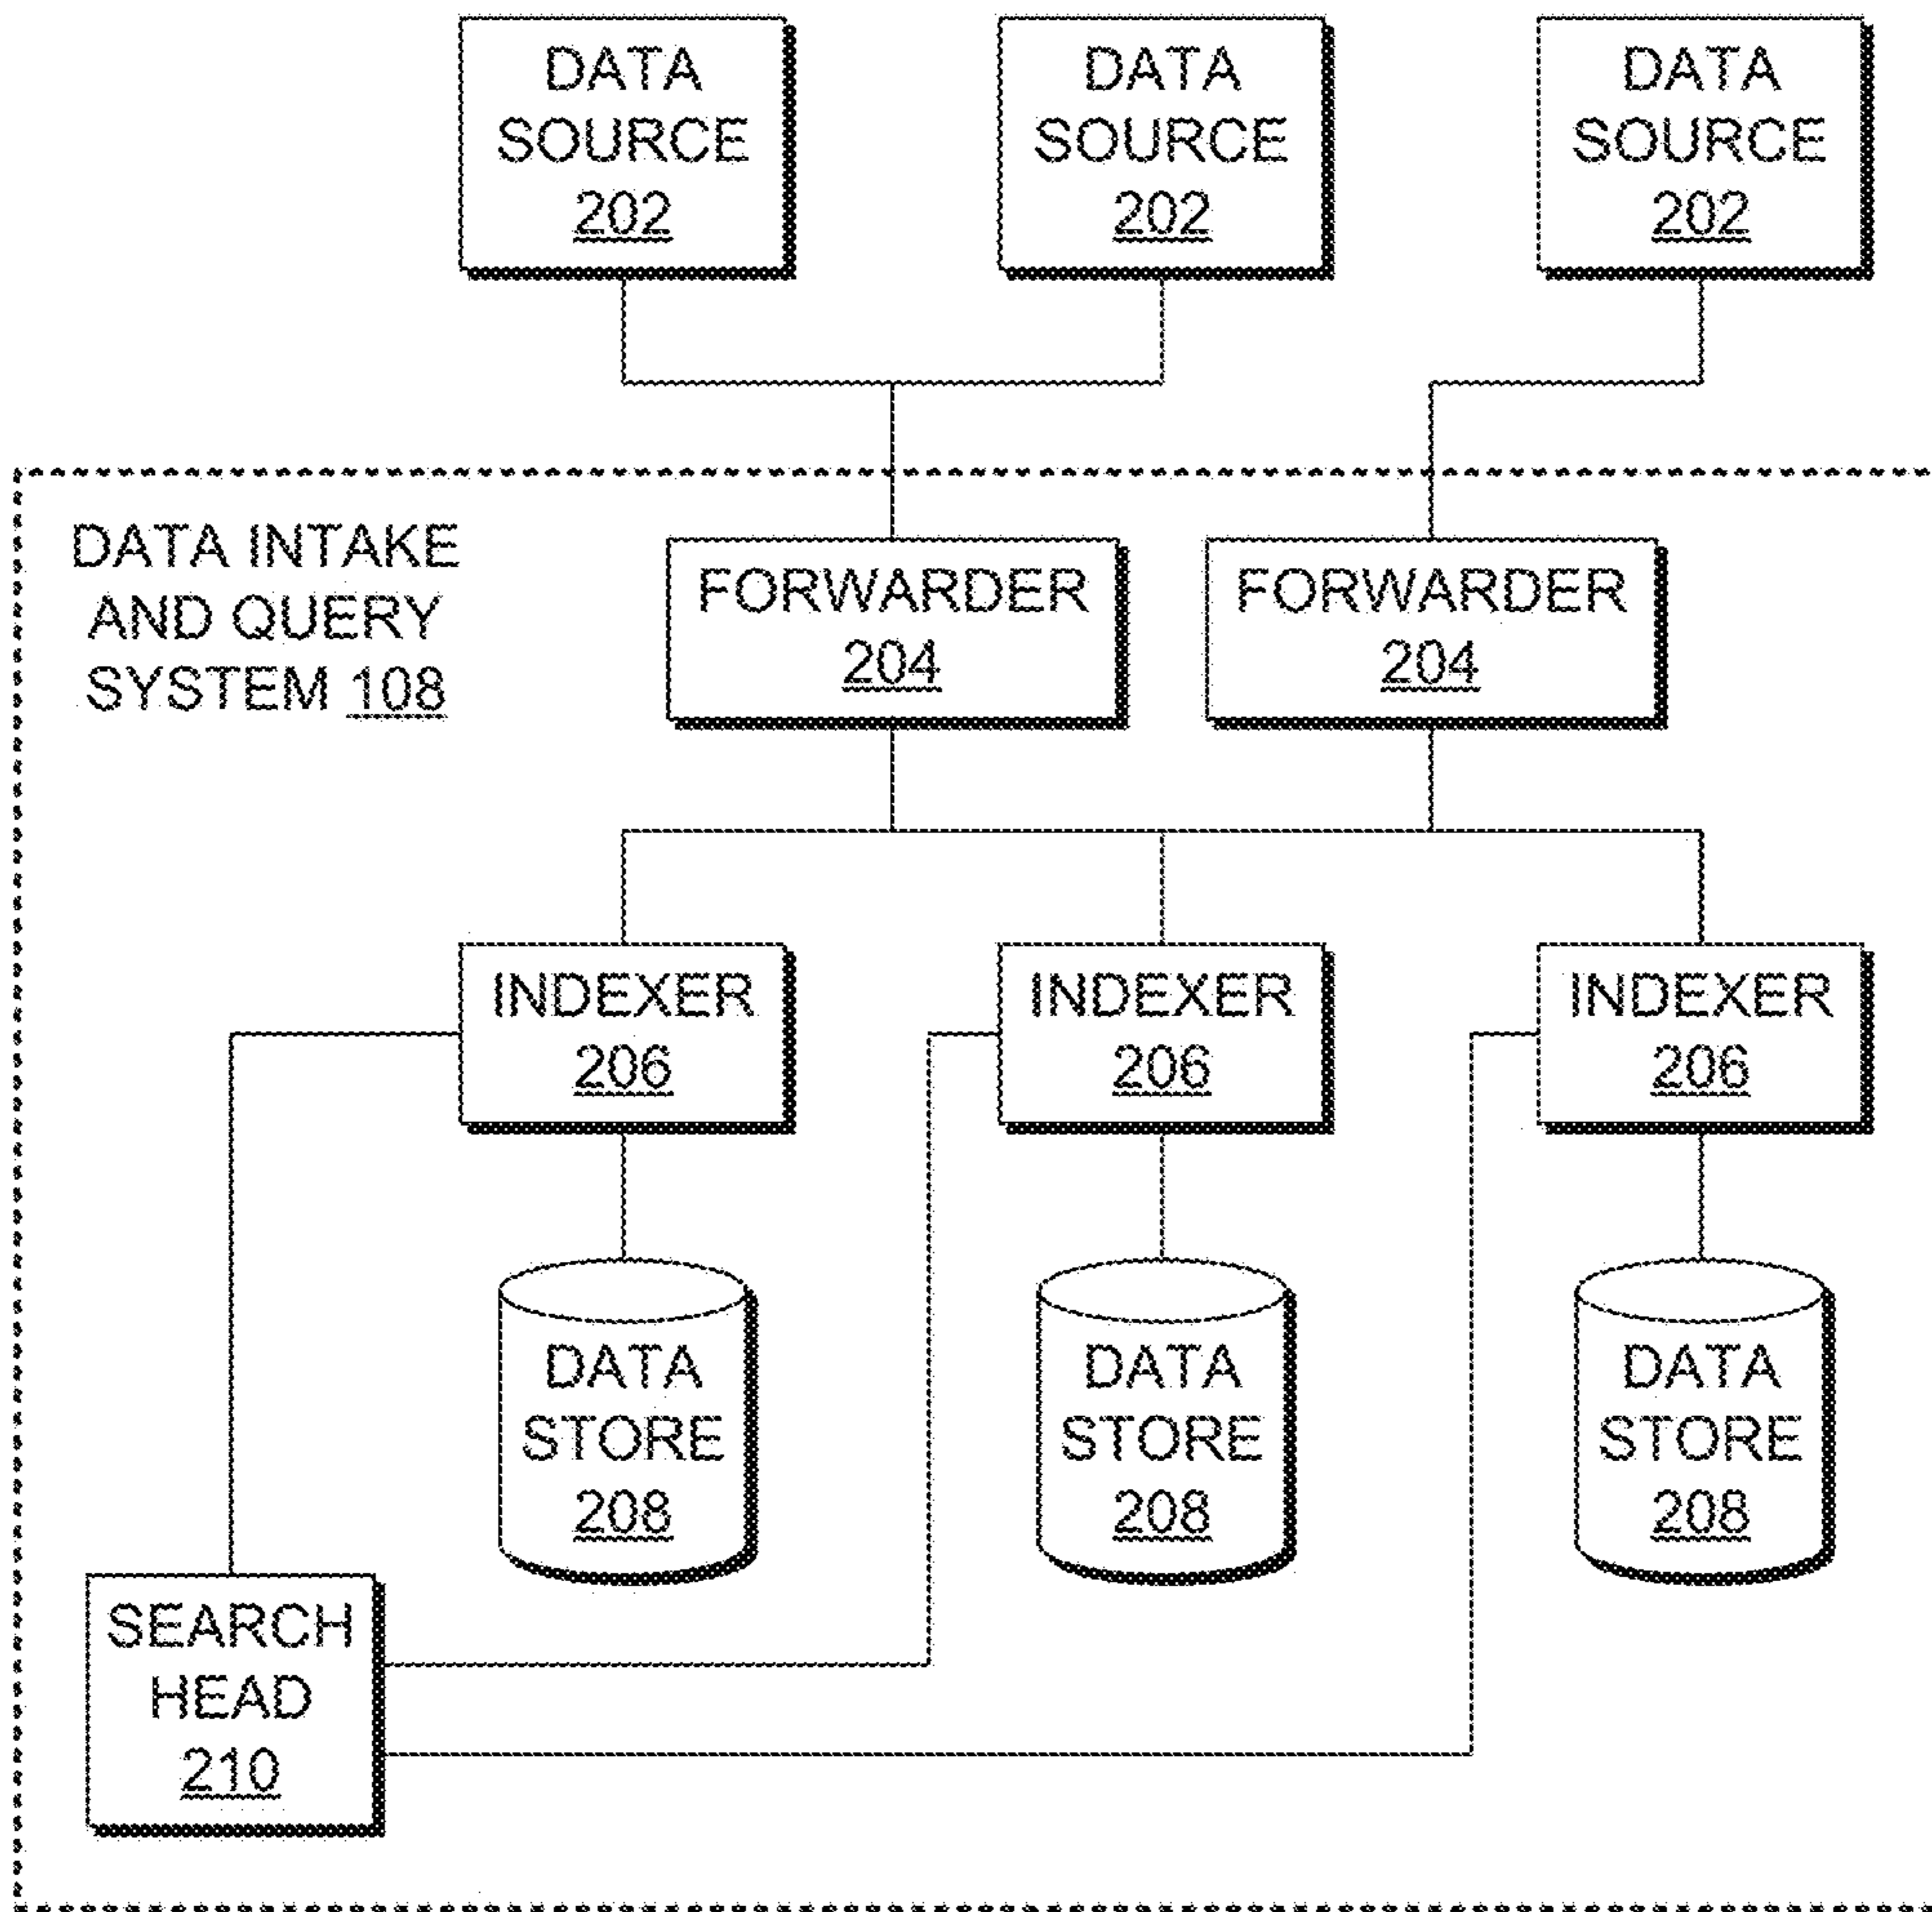 DATA
SOURCE
202
DATA
SOURCE
202
DATA
SOURCE
202
DATA INTAKE
AND QUERY
SYSTEM 108
FORWARDER
204
FORWARDER
204
INDEXER
206
INDEXER
206
INDEXER
206
DATA
STORE
208
DATA
STORE
208
DATA
STORE
208
SEARCH
HEAD
210